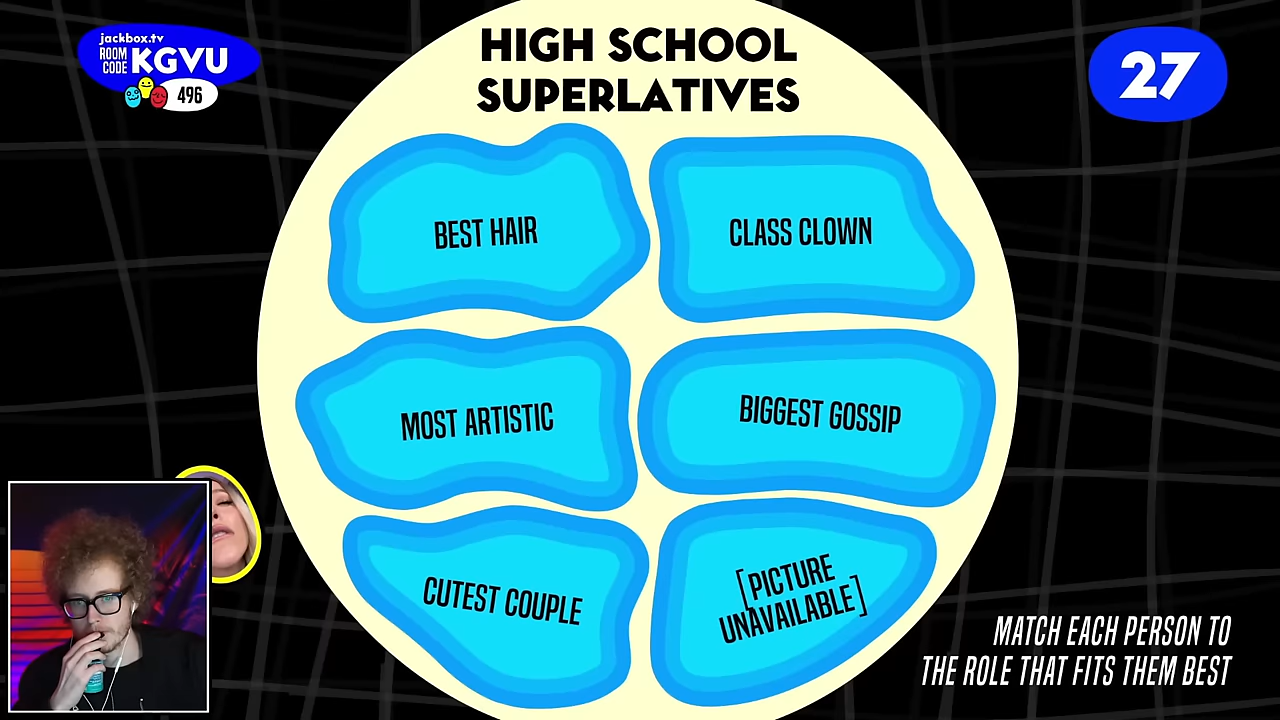 jackbox.tv
ROOM CODE KGVU
496
HIGH SCHOOL
SUPERLATIVES
27
BEST HAIR
CLASS CLOWN
MOST ARTISTIC
BIGGEST GOSSIP
CUTEST COUPLE
[PICTURE
UNAVAILABLE]
MATCH EACH PERSON TO
THE ROLE THAT FITS THEM BEST